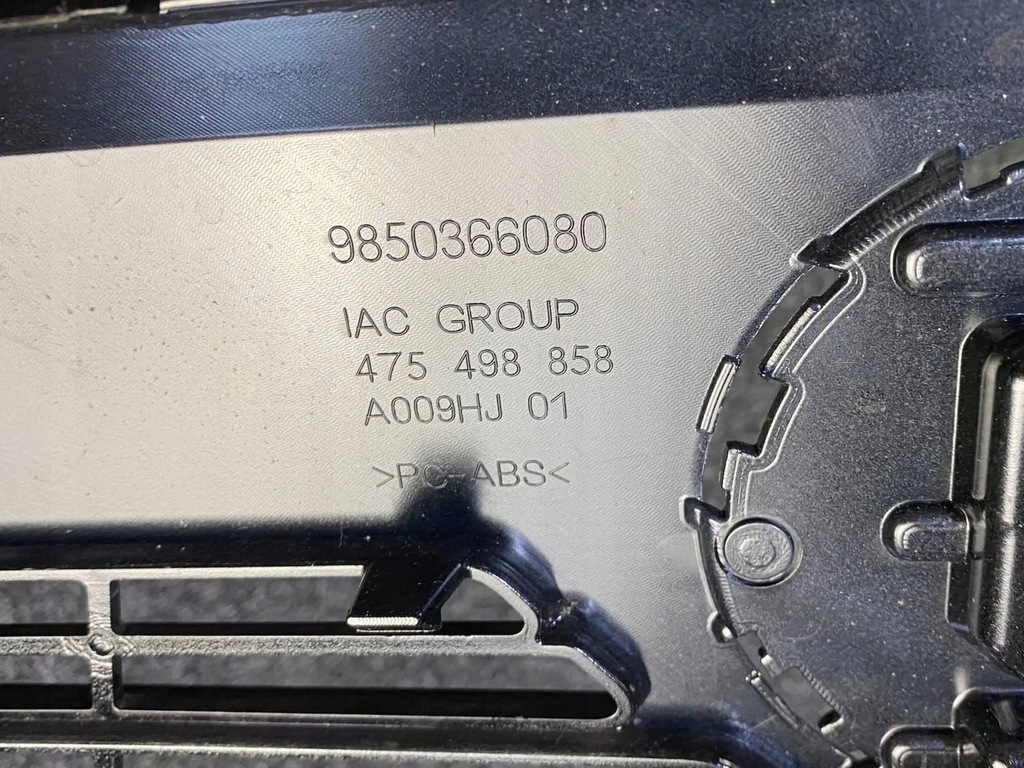 9850366080
IAC GROUP
475 498 858
A009HJ 01
>PC-ABS<